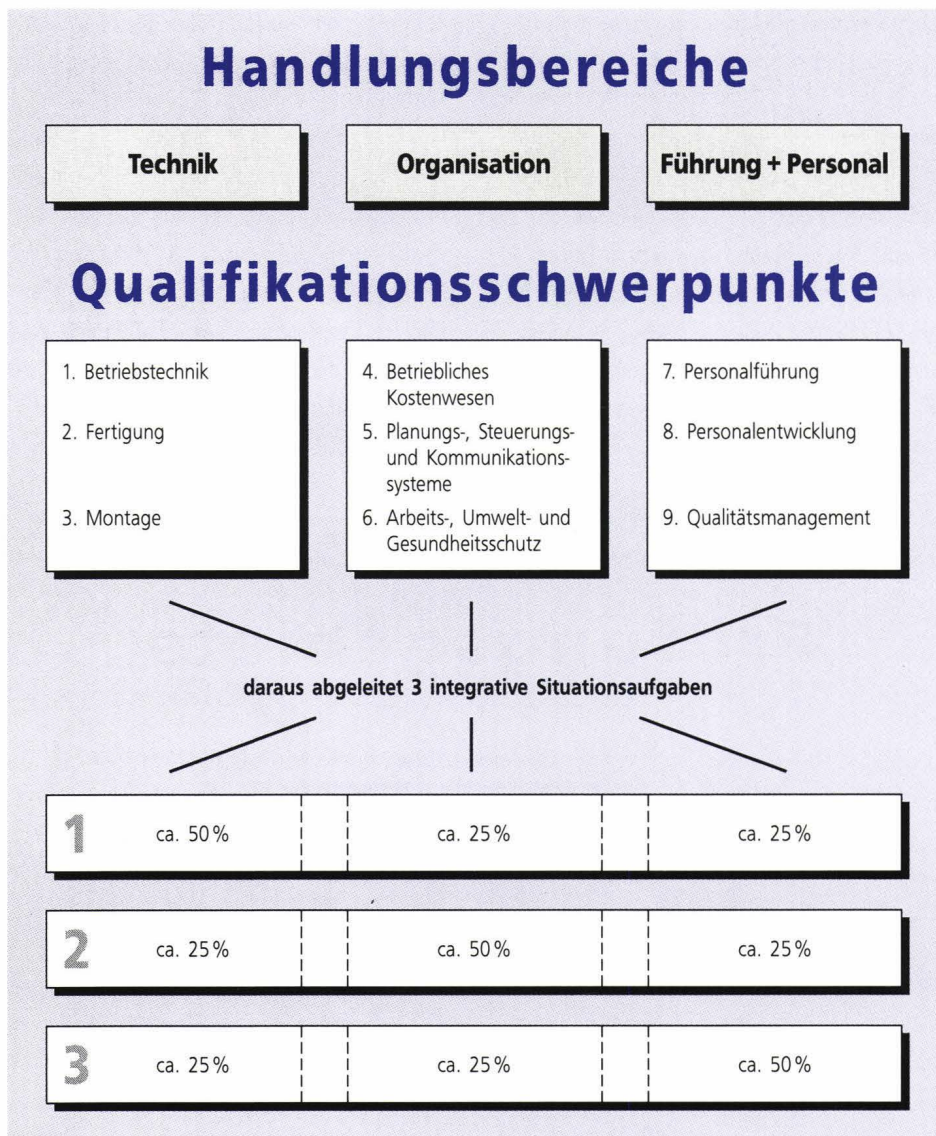 Handlungsbereiche
Technik
Organisation
Führung + Personal
Qualifikationsschwerpunkte
1. Betriebstechnik
2. Fertigung
3. Montage
4. Betriebliches
Kostenwesen
5. Planungs-, Steuerungs-
und Kommunikations-
systeme
6. Arbeits-, Umwelt- und
Gesundheitsschutz
7. Personalführung
8. Personalentwicklung
9. Qualitätsmanagement
daraus abgeleitet 3 integrative Situationsaufgaben
1 ca. 50 % ca. 25 % ca. 25 %
2 ca. 25 % ca. 50 % ca. 25 %
3 ca. 25 % ca. 25 % ca. 50 %